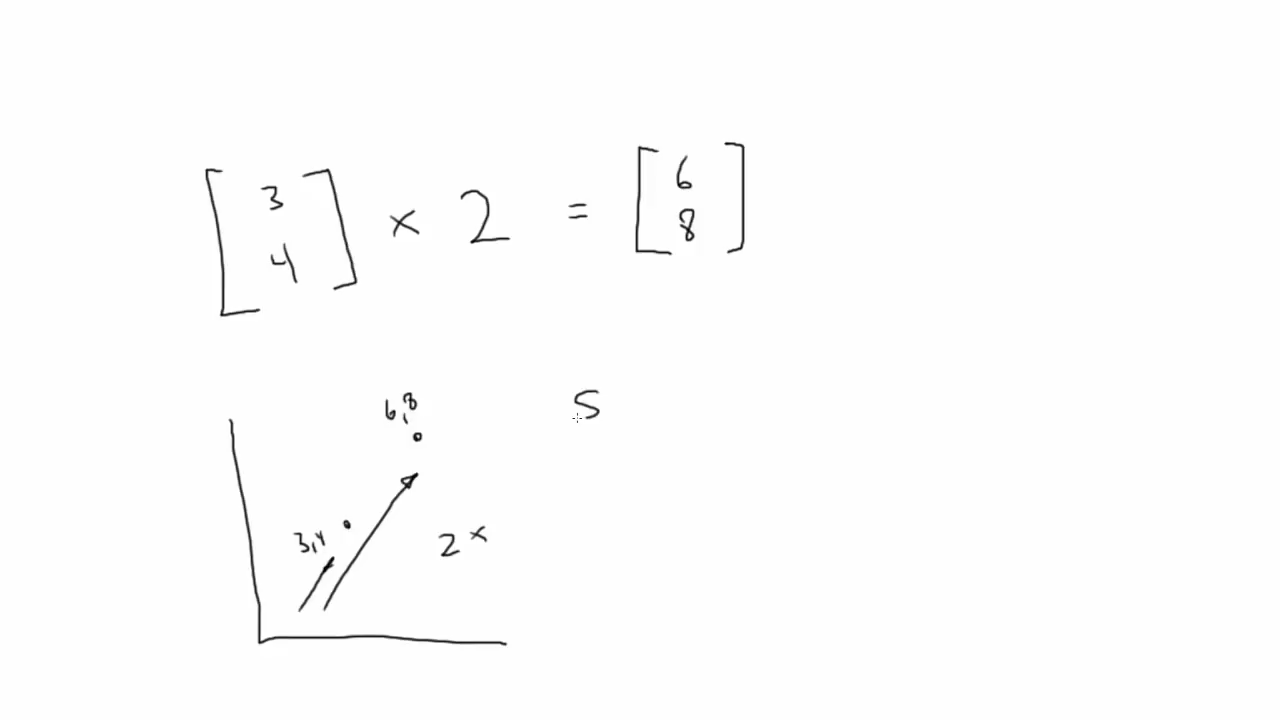 [3 4] × 2 = [6 8]
6,8
S
3,4
2 ×